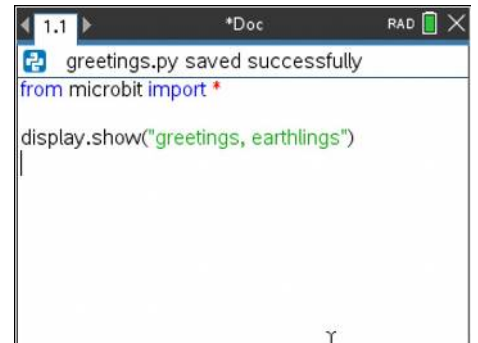 1.1 *Doc RAD
greetings.py saved successfully
from microbit import *
display.show("greetings, earthlings")